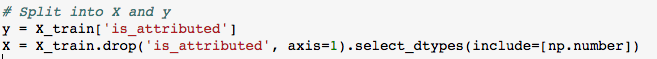 # Split into X and y
y = X_train['is_attributed']
X = X_train.drop('is_attributed', axis=1).select_dtypes(include=[np.number])